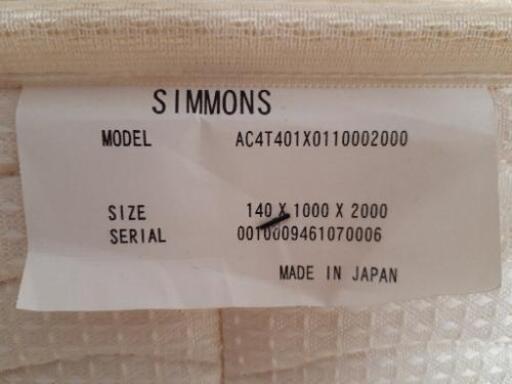 SIMMONS
MODEL AC4T401X0110002000
SIZE 140 X 1000 X 2000
SERIAL 0010009461070006
MADE IN JAPAN